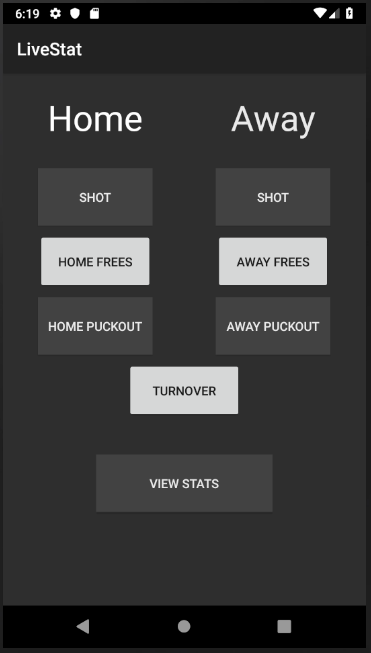 6:19
LiveStat
Home Away
SHOT SHOT
HOME FREES AWAY FREES
HOME PUCKOUT AWAY PUCKOUT
TURNOVER
VIEW STATS